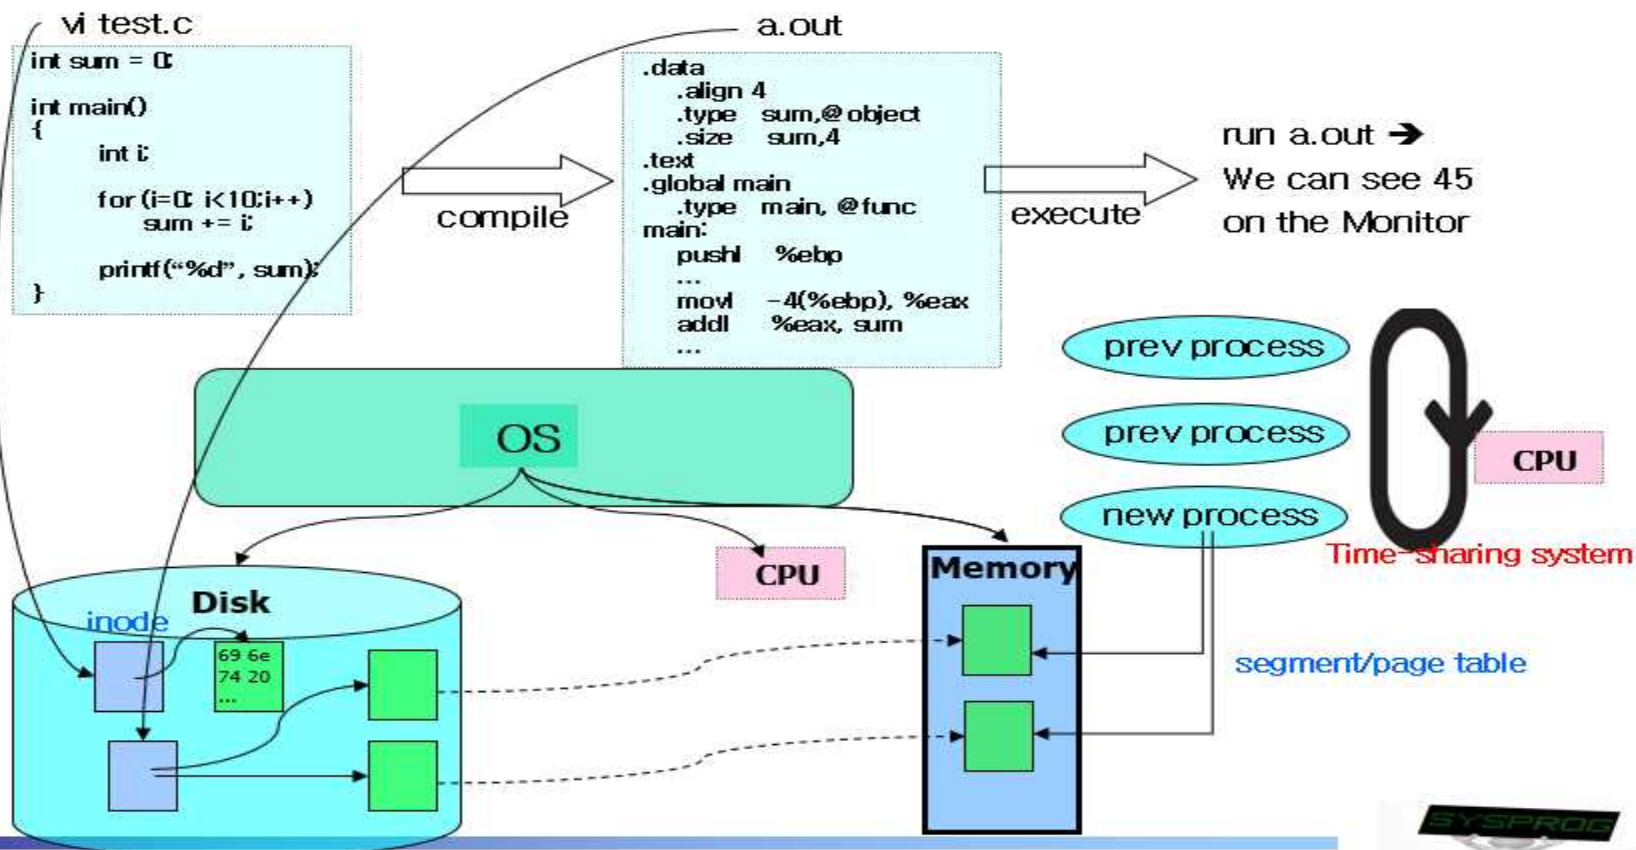 vi test.c
int sum = 0;
int main()
{
int i;
for (i=0; i<10;i++)
sum += i;
printf(“%d”, sum);
}
compile
a.out
.data
.align 4
.type sum,@object
.size sum,4
.text
.global main
.type main, @func
main:
pushl %ebp
...
movl -4(%ebp), %eax
addl %eax, sum
...
execute
run a.out ➔
We can see 45
on the Monitor
OS
prev process
prev process
new process
CPU
Time-sharing system
Disk
inode
69 6e
74 20
...
CPU
Memory
segment/page table
SYSPROG